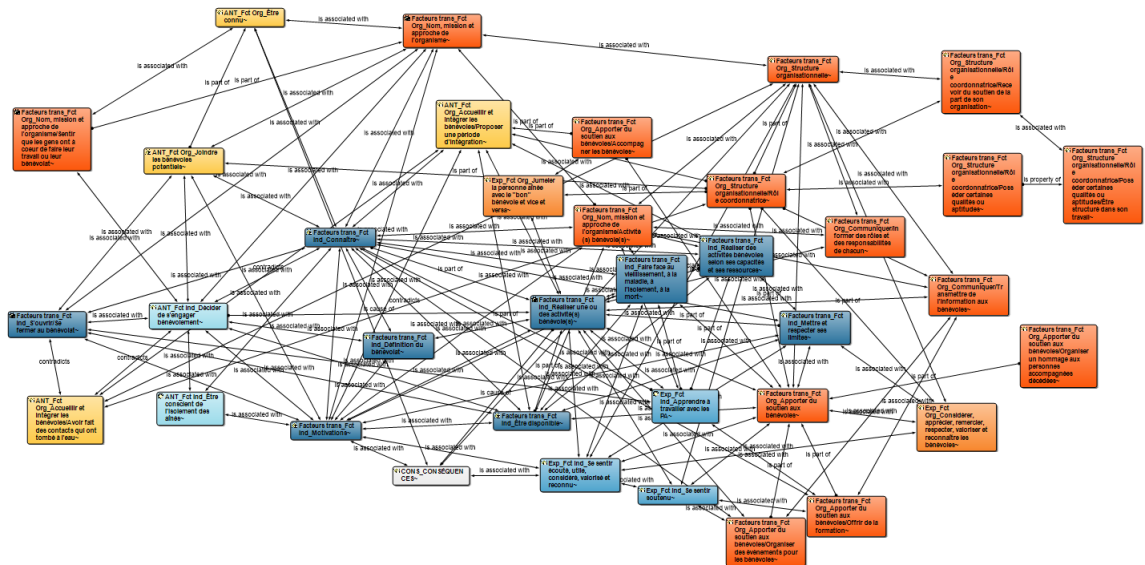 ANT_Fct Org_Être
connu~
Facteurs trans_Fct
Org_Nom, mission et
approche de
l'organisme~
Facteurs trans_Fct
Org_Structure
organisationnelle~
Facteurs trans_Fct
Org_Structure
organisationnelle/Rôl
e
coordonnatrice/Rece
voir du soutien de la
part de son
organisation~
Facteurs trans_Fct
Org_Nom, mission et
approche de
l'organisme/Sentir
que les gens ont à
coeur de faire leur
travail ou leur
bénévolat~
ANT_Fct Org_Joindre
les bénévoles
potentiels~
ANT_Fct
Org_Accueillir et
intégrer les
bénévoles/Proposer
une période
d'intégration~
Facteurs trans_Fct
Org_Apporter du
soutien aux
bénévoles/Accompag
ner les bénévoles~
Exp_Fct Org_Jumeler
la personne aînée
avec le "bon"
bénévole et vice et
versa~
Facteurs trans_Fct
Org_Structure
organisationnelle/Rôl
e coordonnatrice~
Facteurs trans_Fct
Org_Structure
organisationnelle/Rôl
e
coordonnatrice/Poss
éder certaines
qualités ou
aptitudes~
Facteurs trans_Fct
Org_Structure
organisationnelle/Rôl
e
coordonnatrice/Poss
éder certaines
qualités ou
aptitudes/Être
structuré dans son
travail~
Facteurs trans_Fct
Ind_Connaître~
Facteurs trans_Fct
Org_Nom, mission et
approche de
l'organisme/Activité
(s) bénévole(s)~
Facteurs trans_Fct
Ind_Réaliser des
activités bénévoles
selon ses capacités
et ses ressources~
Facteurs trans_Fct
Org_Communiquer/In
former des rôles et
des responsabilités
de chacun~
Facteurs trans_Fct
Ind_Faire face au
vieillissement, à la
maladie, à
l'isolement, à la
mort~
Facteurs trans_Fct
Org_Communiquer/Tr
ansmettre de
l'information aux
bénévoles~
Facteurs trans_Fct
Ind_S'ouvrir/Se
fermer au bénévolat~
ANT_Fct Ind_Décider
de s'engager
bénévolement~
Facteurs trans_Fct
Ind_Définition du
bénévolat~
Facteurs trans_Fct
Ind_Réaliser une ou
des activité(s)
bénévole(s)~
Facteurs trans_Fct
Ind_Mettre et
respecter ses
limites~
Facteurs trans_Fct
Org_Apporter du
soutien aux
bénévoles/Organiser
un hommage aux
personnes
accompagnées
décédées~
ANT_Fct
Org_Accueillir et
intégrer les
bénévoles/Avoir fait
des contacts qui ont
tombé à l'eau~
ANT_Fct Ind_Être
conscient de
l'isolement des
aînés~
Facteurs trans_Fct
Ind_Motivations~
Facteurs trans_Fct
Ind_Être disponible~
Exp_Fct
Ind_Apprendre à
travailler avec les
PA~
Facteurs trans_Fct
Org_Apporter du
soutien aux
bénévoles~
Exp_Fct
Org_Considérer,
apprécier, remercier,
respecter, valoriser et
reconnaître les
bénévoles~
CONS_CONSÉQUEN
CES~
Exp_Fct Ind_Se sentir
écouté, utile,
considéré, valorisé et
reconnu~
Exp_Fct Ind_Se sentir
soutenu~
Facteurs trans_Fct
Org_Apporter du
soutien aux
bénévoles/Offrir de la
formation~
Facteurs trans_Fct
Org_Apporter du
soutien aux
bénévoles/Organiser
des événements pour
les bénévoles~
is associated with
is associated with
is associated with
is associated with
is part of
is part of
is associated with
is property of
contradicts
contradicts
is cause of
is part of
is associated with